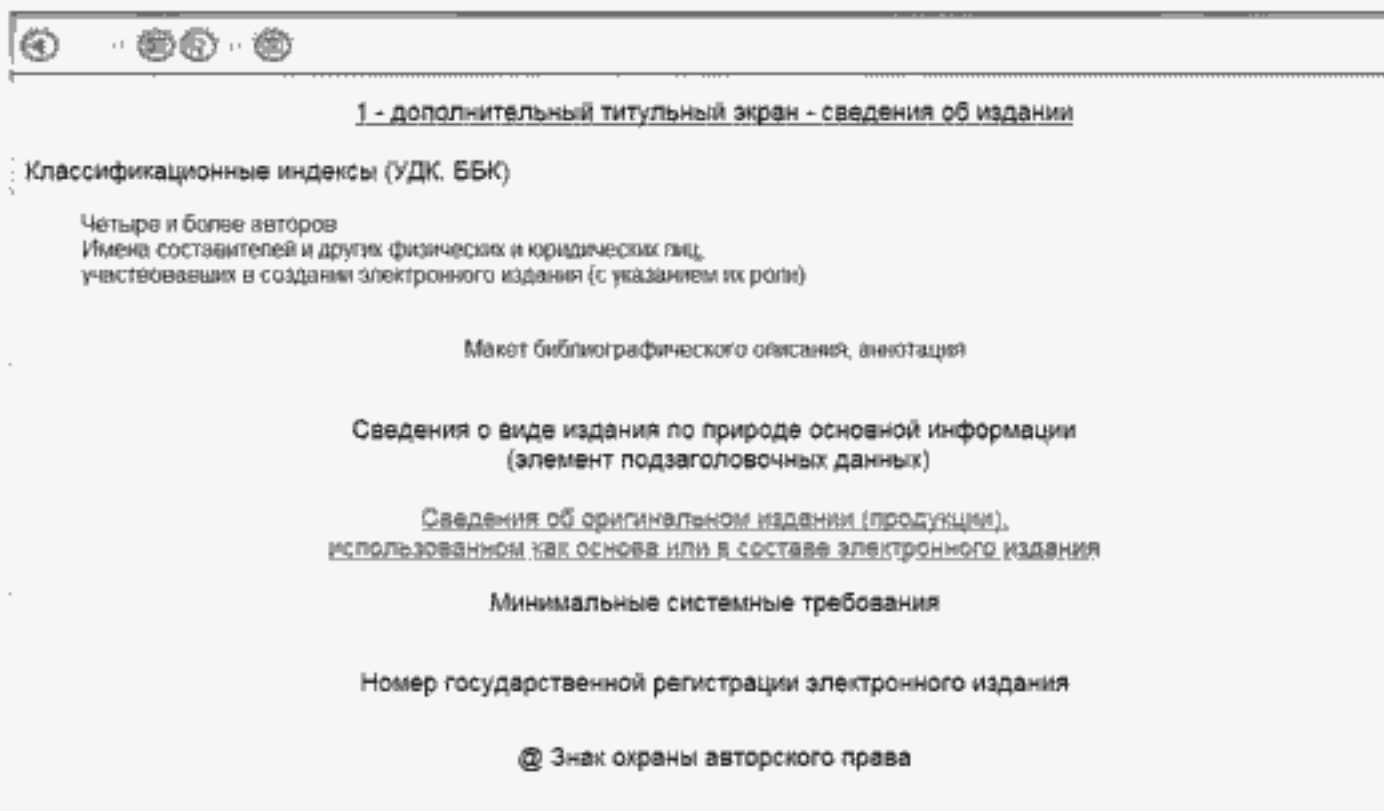 1 - дополнительный титульный экран - сведения об издании
Классификационные индексы (УДК, ББК)
Четыре и более авторов
Имена составителей и других физических и юридических лиц,
участвовавших в создании электронного издания (с указанием их роли)
Макет библиографического описания, аннотация
Сведения о виде издания по природе основной информации
(элемент подзаголовочных данных)
Сведения об оригинальном издании (продукции),
использованном как основа или в составе электронного издания
Минимальные системные требования
Номер государственной регистрации электронного издания
@ Знак охраны авторского права